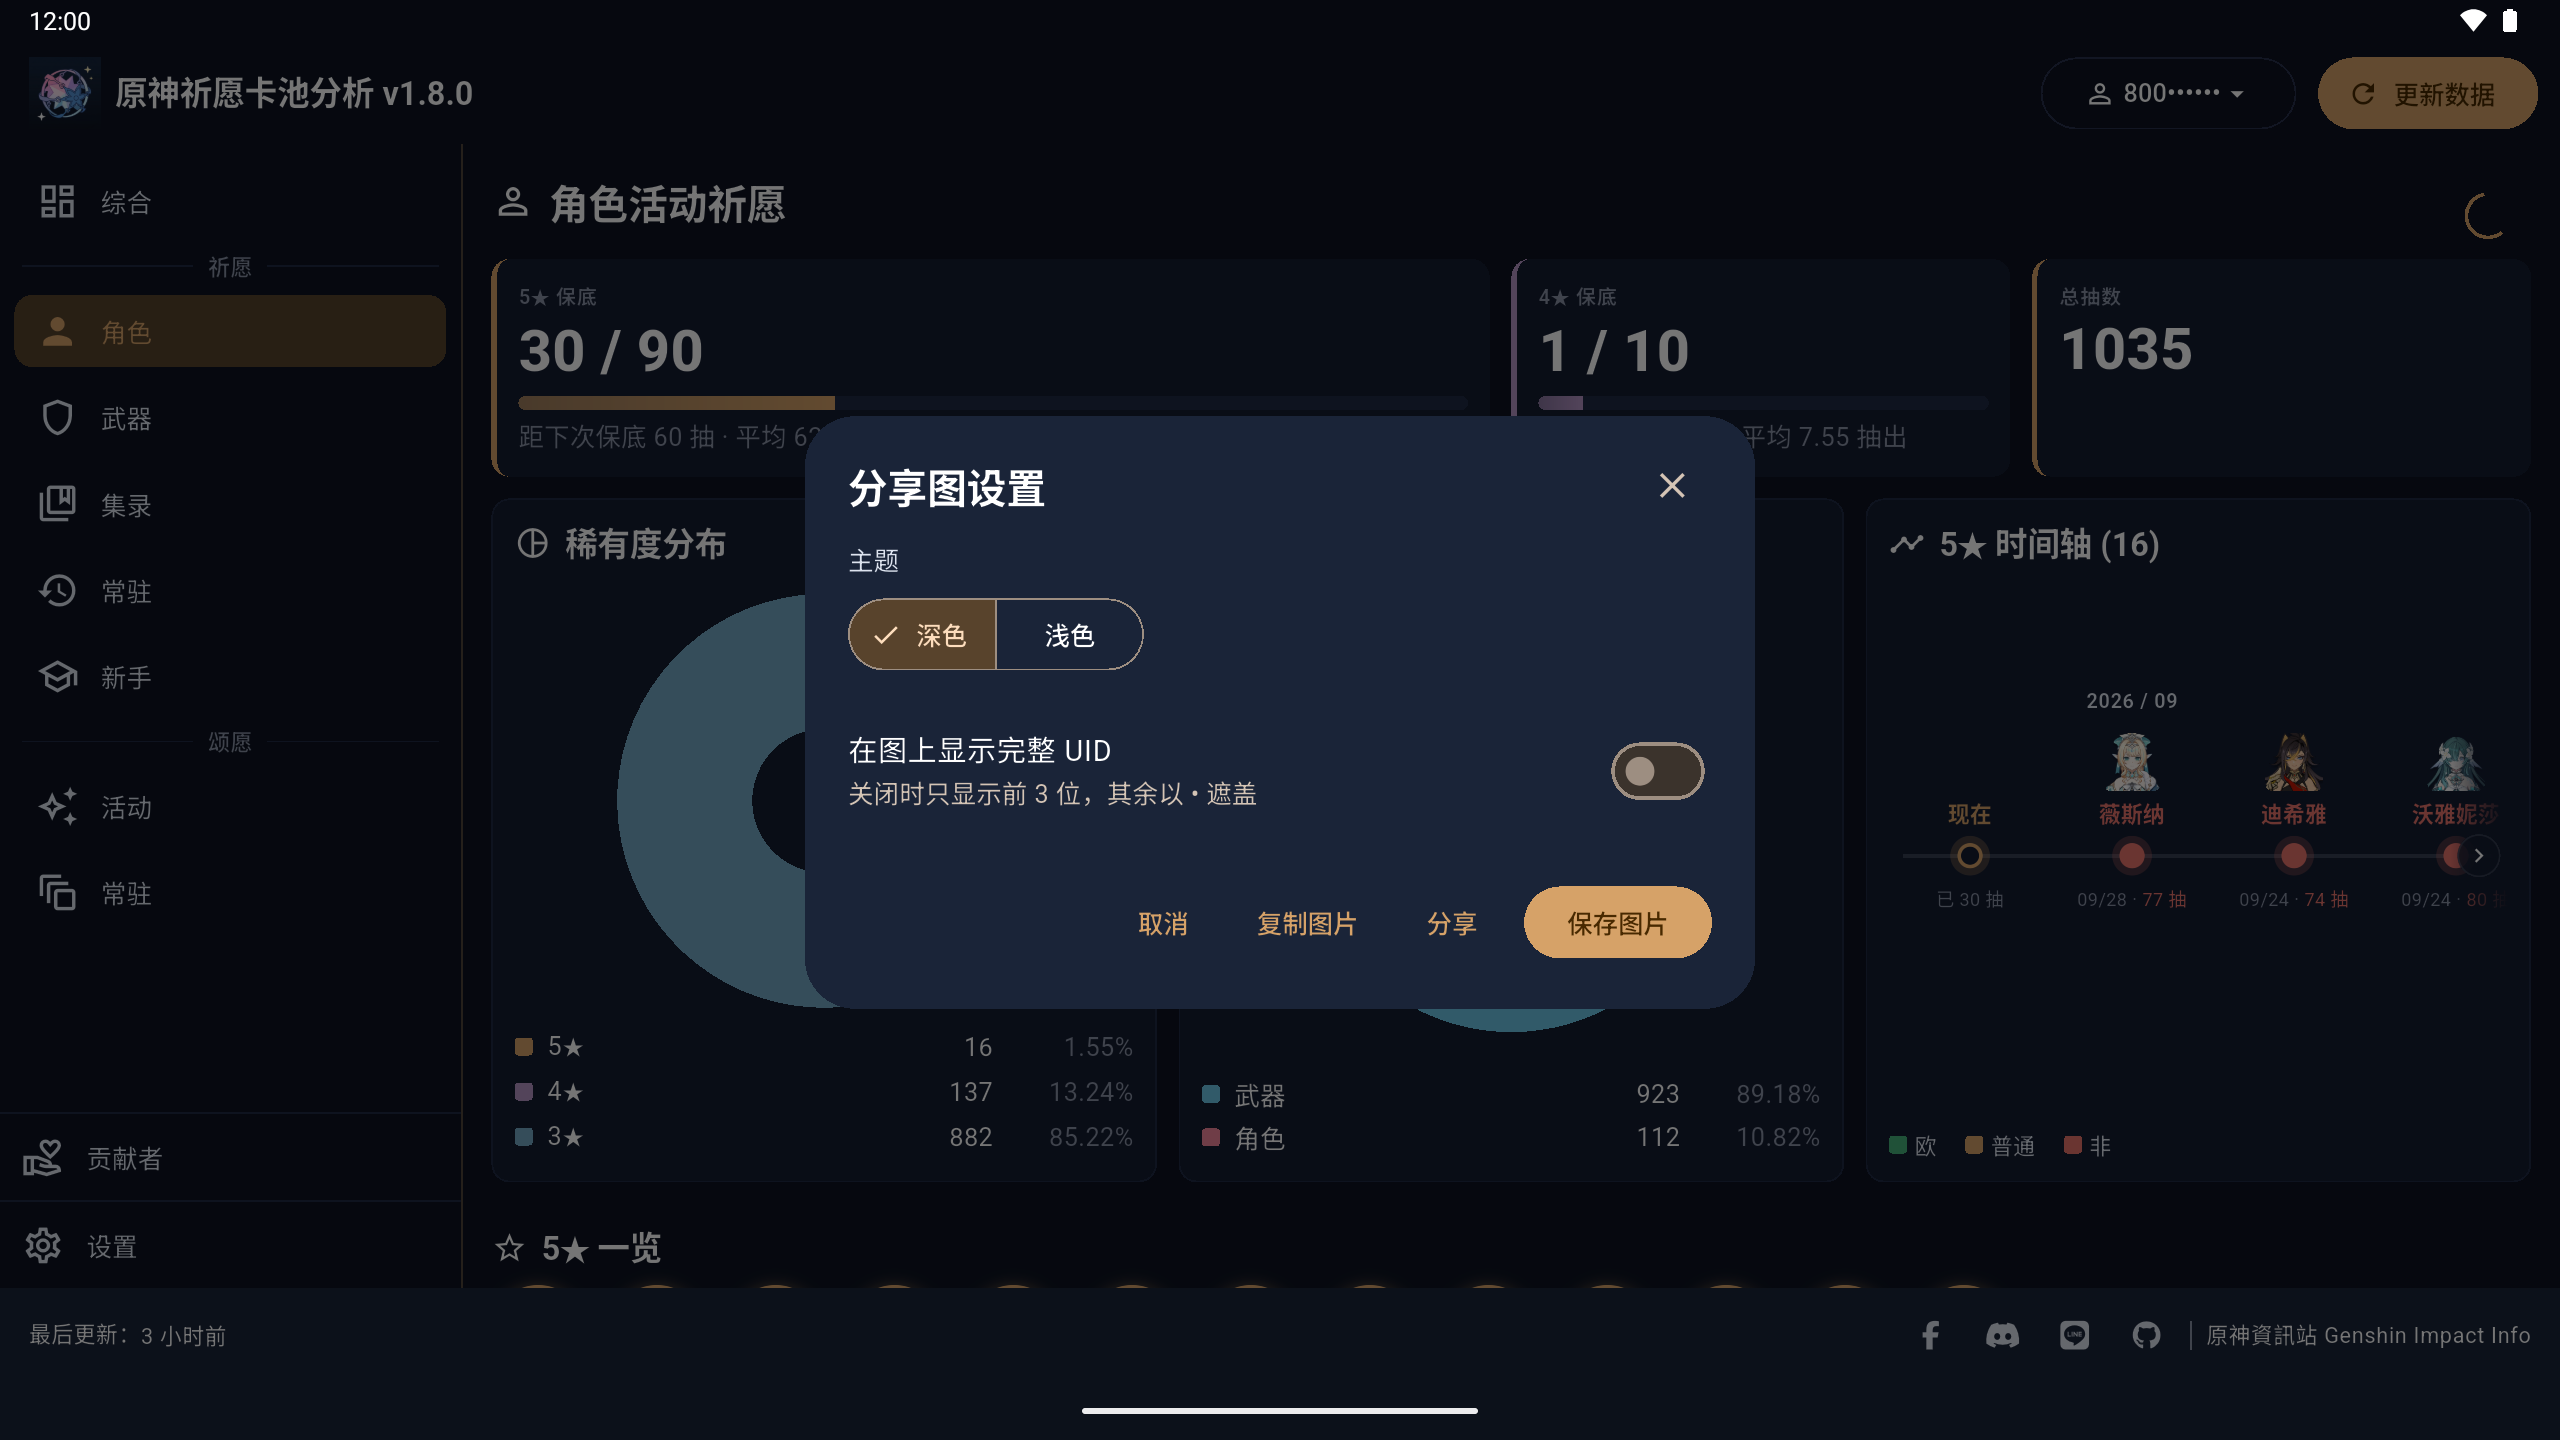 12:00
原神祈愿卡池分析 v1.8.0
800••••••
更新数据
综合
祈愿
角色
武器
集录
常驻
新手
颂愿
活动
常驻
贡献者
设置
角色活动祈愿
5★ 保底
30 / 90
距下次保底 60 抽 · 平均 6
4★ 保底
1 / 10
平均 7.55 抽出
总抽数
1035
稀有度分布
5★ 16 1.55%
4★ 137 13.24%
3★ 882 85.22%
武器 923 89.18%
角色 112 10.82%
5★ 时间轴 (16)
2026 / 09
现在
薇斯纳
迪希雅
沃雅妮莎
已 30 抽
09/28 · 77 抽
09/24 · 74 抽
09/24 · 80 抽
欧
普通
非
分享图设置
主题
深色
浅色
在图上显示完整 UID
关闭时只显示前 3 位，其余以 • 遮盖
取消
复制图片
分享
保存图片
5★ 一览
最后更新：3 小时前
LINE
原神資訊站 Genshin Impact Info